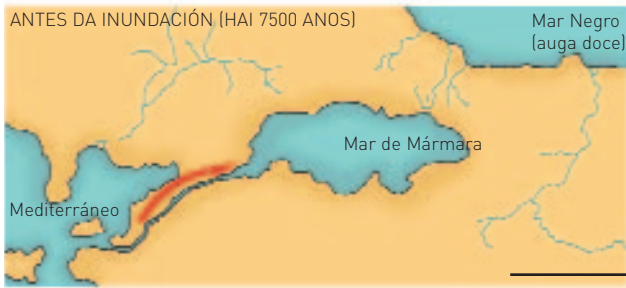 ANTES DA INUNDACIÓN (HAI 7500 ANOS)
Mar Negro
(auga doce)
Mar de Mármara
Mediterráneo